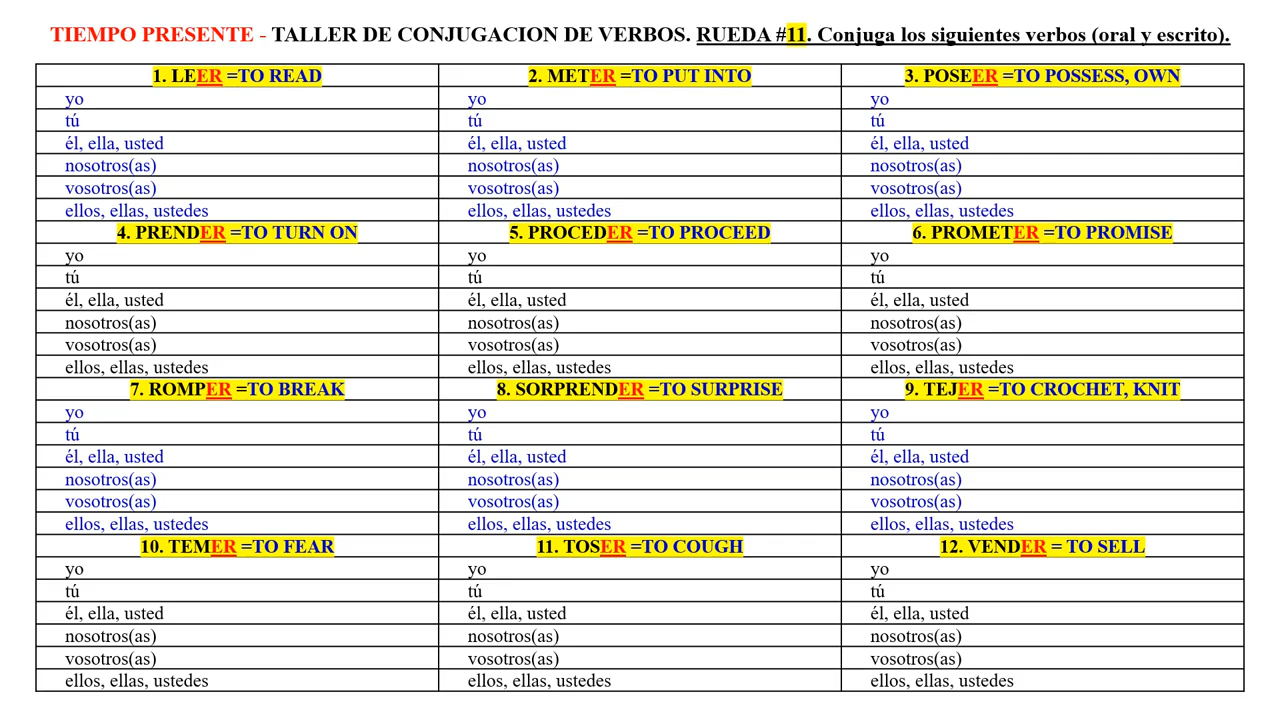 TIEMPO PRESENTE - TALLER DE CONJUGACION DE VERBOS. RUEDA #11. Conjuga los siguientes verbos (oral y escrito).
1. LEER =TO READ 2. METER =TO PUT INTO 3. POSEER =TO POSSESS, OWN
yo yo yo
tú tú tú
él, ella, usted él, ella, usted él, ella, usted
nosotros(as) nosotros(as) nosotros(as)
vosotros(as) vosotros(as) vosotros(as)
ellos, ellas, ustedes ellos, ellas, ustedes ellos, ellas, ustedes
4. PRENDER =TO TURN ON 5. PROCEDER =TO PROCEED 6. PROMETER =TO PROMISE
yo yo yo
tú tú tú
él, ella, usted él, ella, usted él, ella, usted
nosotros(as) nosotros(as) nosotros(as)
vosotros(as) vosotros(as) vosotros(as)
ellos, ellas, ustedes ellos, ellas, ustedes ellos, ellas, ustedes
7. ROMPER =TO BREAK 8. SORPRENDER =TO SURPRISE 9. TEJER =TO CROCHET, KNIT
yo yo yo
tú tú tú
él, ella, usted él, ella, usted él, ella, usted
nosotros(as) nosotros(as) nosotros(as)
vosotros(as) vosotros(as) vosotros(as)
ellos, ellas, ustedes ellos, ellas, ustedes ellos, ellas, ustedes
10. TEMER =TO FEAR 11. TOSER =TO COUGH 12. VENDER = TO SELL
yo yo yo
tú tú tú
él, ella, usted él, ella, usted él, ella, usted
nosotros(as) nosotros(as) nosotros(as)
vosotros(as) vosotros(as) vosotros(as)
ellos, ellas, ustedes ellos, ellas, ustedes ellos, ellas, ustedes